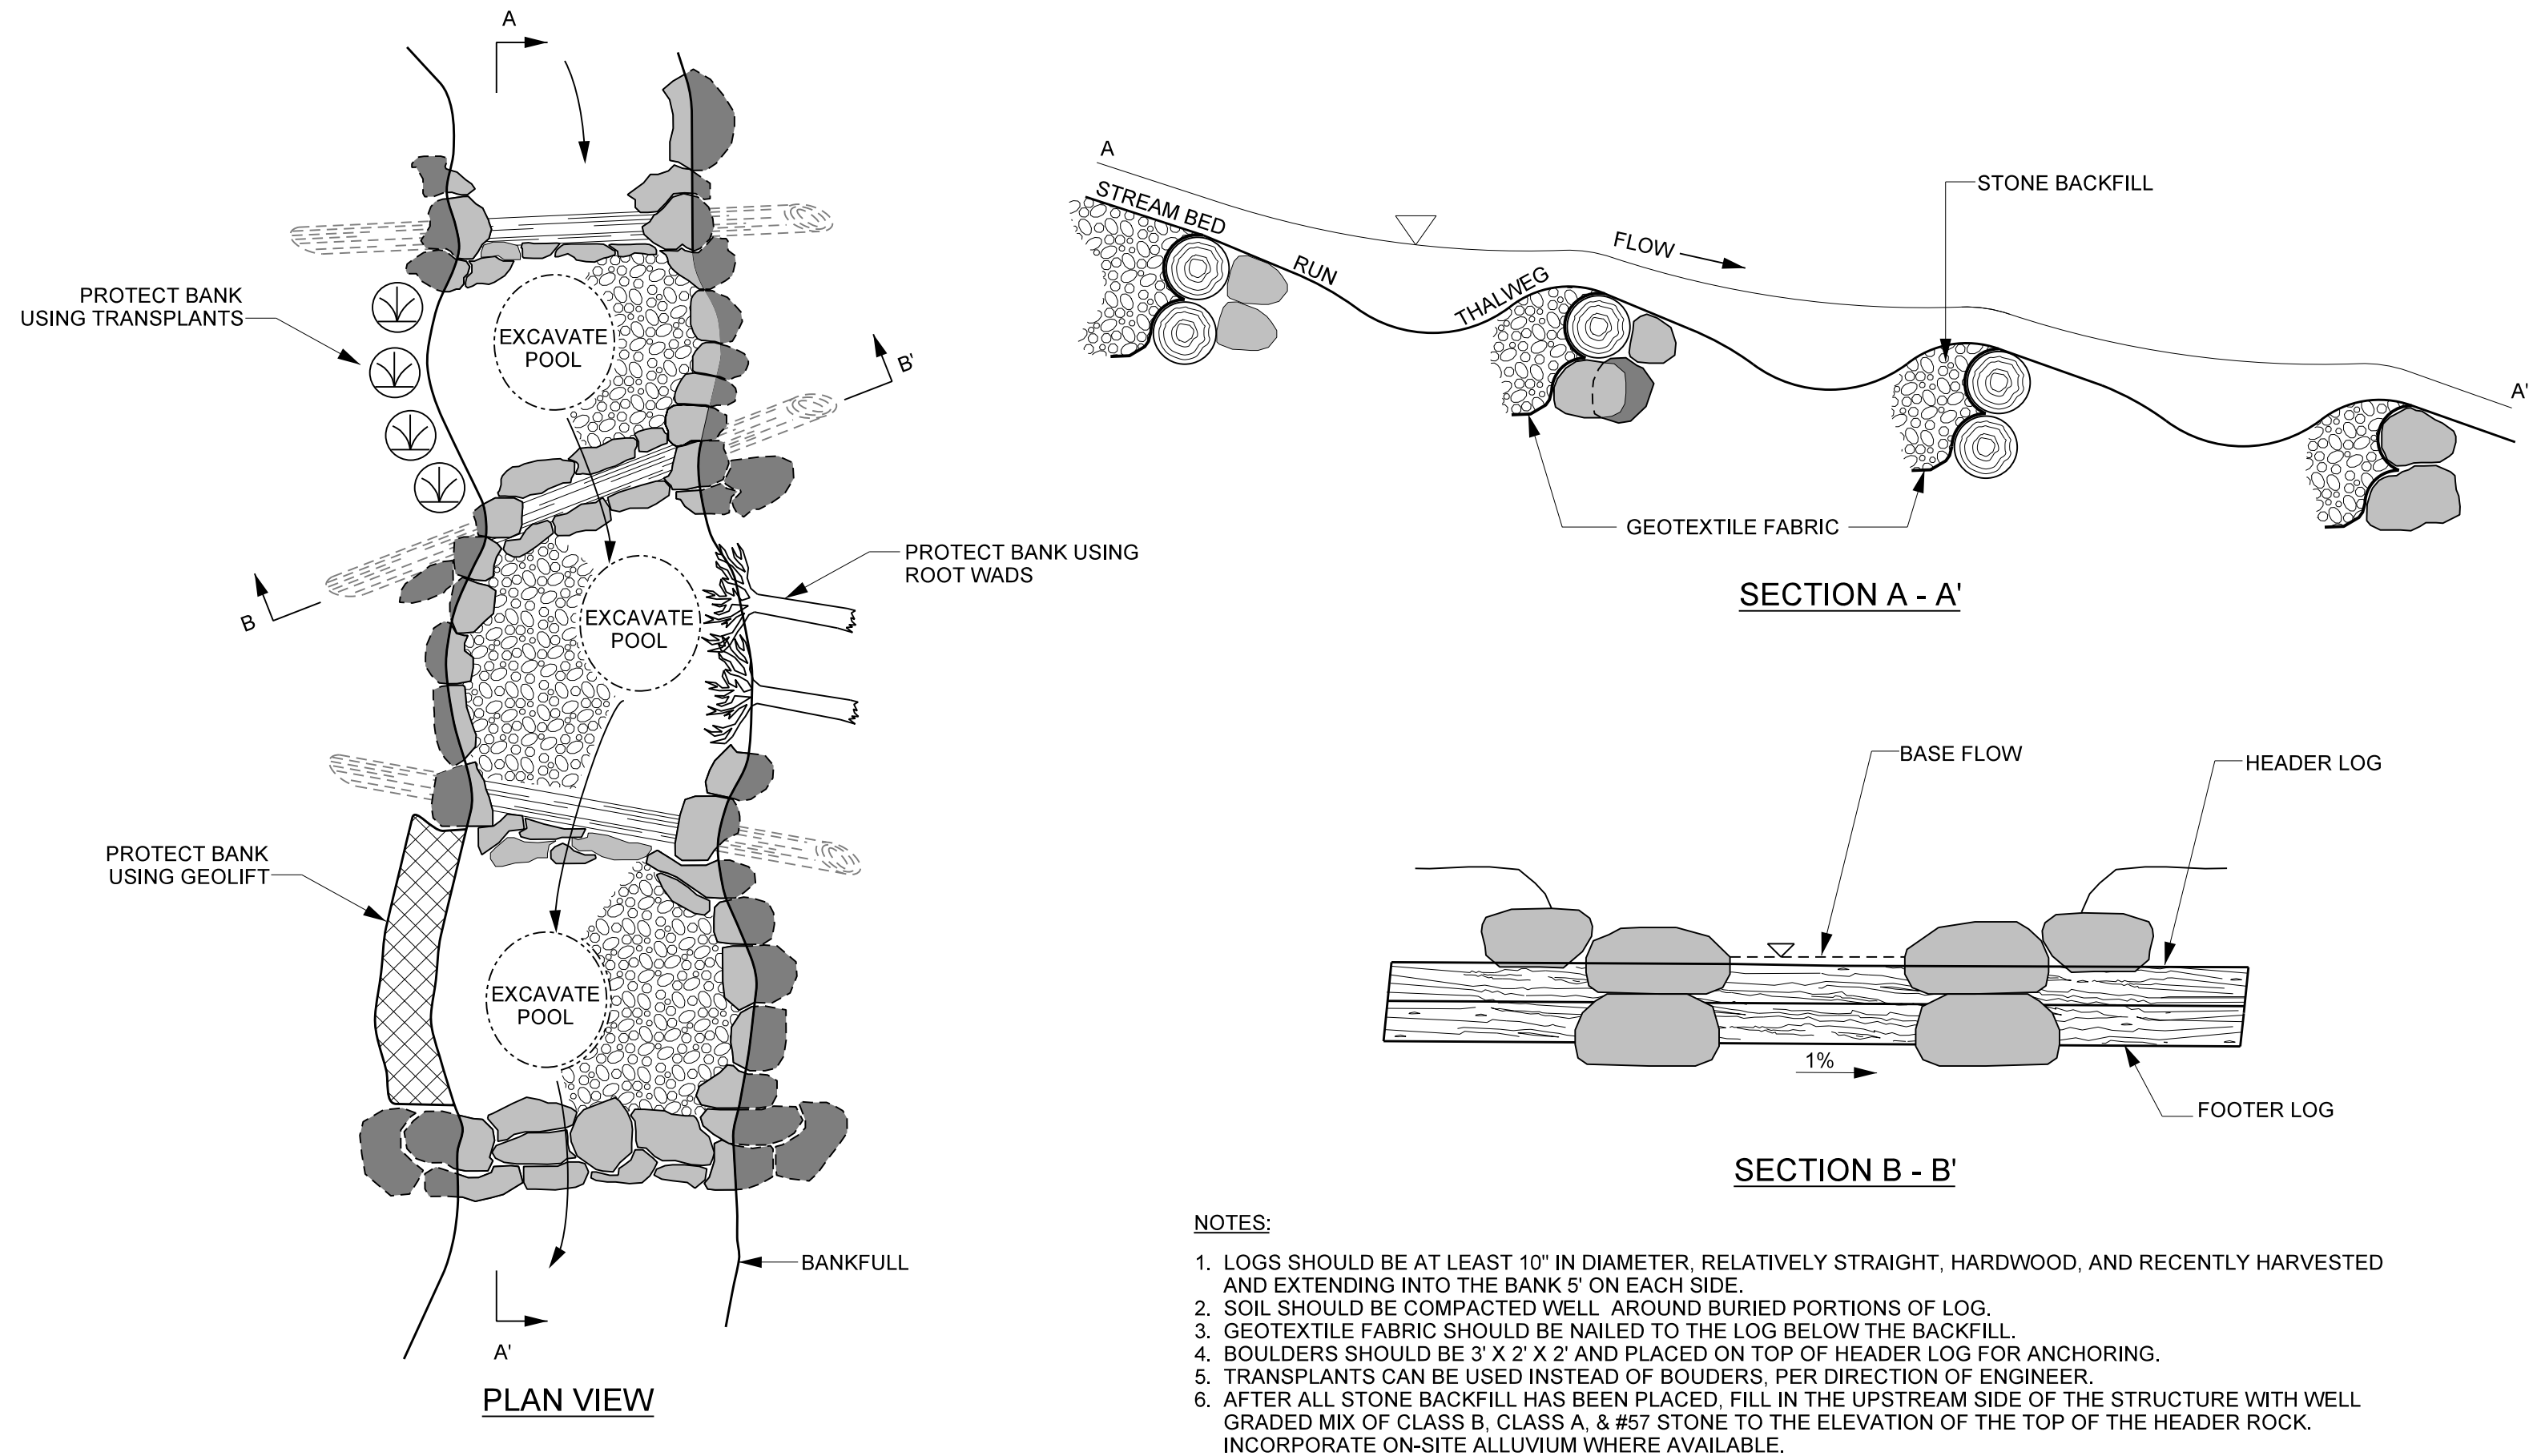 A
PROTECT BANK
USING TRANSPLANTS
EXCAVATE
POOL
B'
B
EXCAVATE
POOL
PROTECT BANK USING
ROOT WADS
PROTECT BANK
USING GEOLIFT
EXCAVATE
POOL
BANKFULL
A'
PLAN VIEW
A
STREAM BED
RUN
THALWEG
FLOW
STONE BACKFILL
A'
GEOTEXTILE FABRIC
SECTION A - A'
BASE FLOW
HEADER LOG
1%
FOOTER LOG
SECTION B - B'
NOTES:
1. LOGS SHOULD BE AT LEAST 10" IN DIAMETER, RELATIVELY STRAIGHT, HARDWOOD, AND RECENTLY HARVESTED
AND EXTENDING INTO THE BANK 5' ON EACH SIDE.
2. SOIL SHOULD BE COMPACTED WELL AROUND BURIED PORTIONS OF LOG.
3. GEOTEXTILE FABRIC SHOULD BE NAILED TO THE LOG BELOW THE BACKFILL.
4. BOULDERS SHOULD BE 3' X 2' X 2' AND PLACED ON TOP OF HEADER LOG FOR ANCHORING.
5. TRANSPLANTS CAN BE USED INSTEAD OF BOUDERS, PER DIRECTION OF ENGINEER.
6. AFTER ALL STONE BACKFILL HAS BEEN PLACED, FILL IN THE UPSTREAM SIDE OF THE STRUCTURE WITH WELL
GRADED MIX OF CLASS B, CLASS A, & #57 STONE TO THE ELEVATION OF THE TOP OF THE HEADER ROCK.
INCORPORATE ON-SITE ALLUVIUM WHERE AVAILABLE.